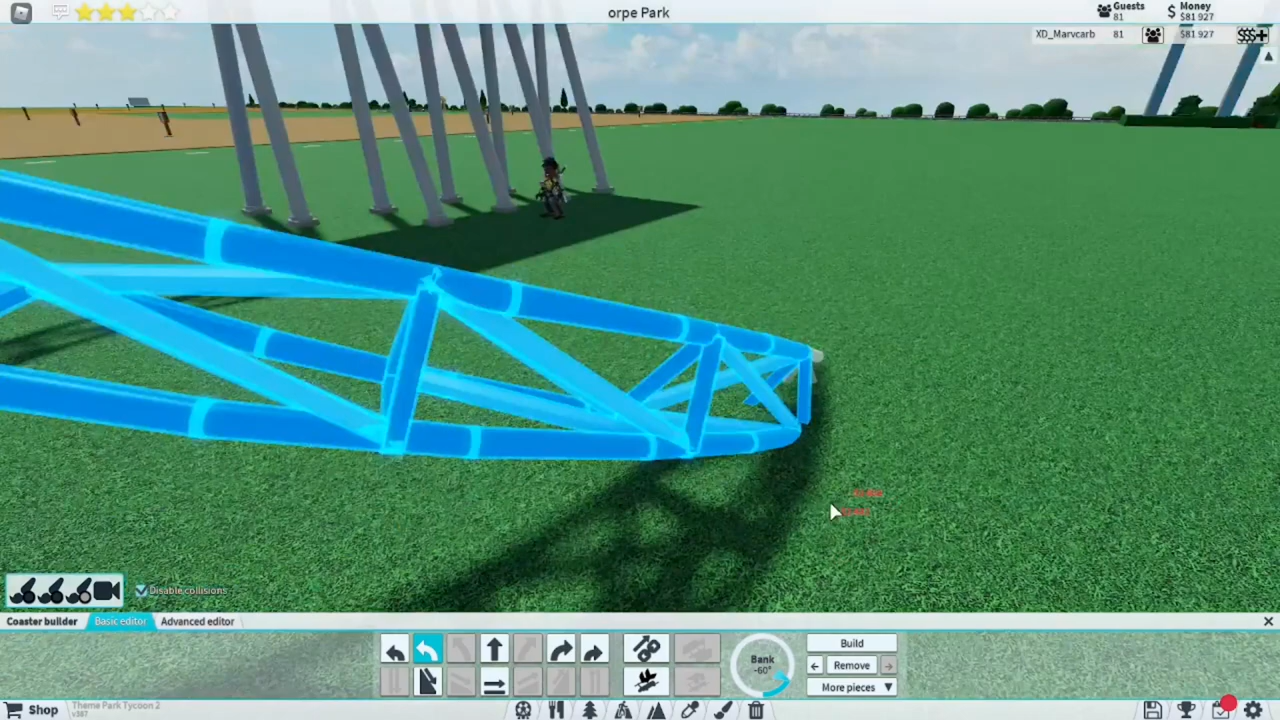 orpe Park
Guests
81
Money
$81 927
XD_Marvcarb 81 $81 927
$$$+
Disable collisions
Coaster builder Basic editor Advanced editor
Bank
-60°
Build
Remove
More pieces
Shop
Theme Park Tycoon 2
v397